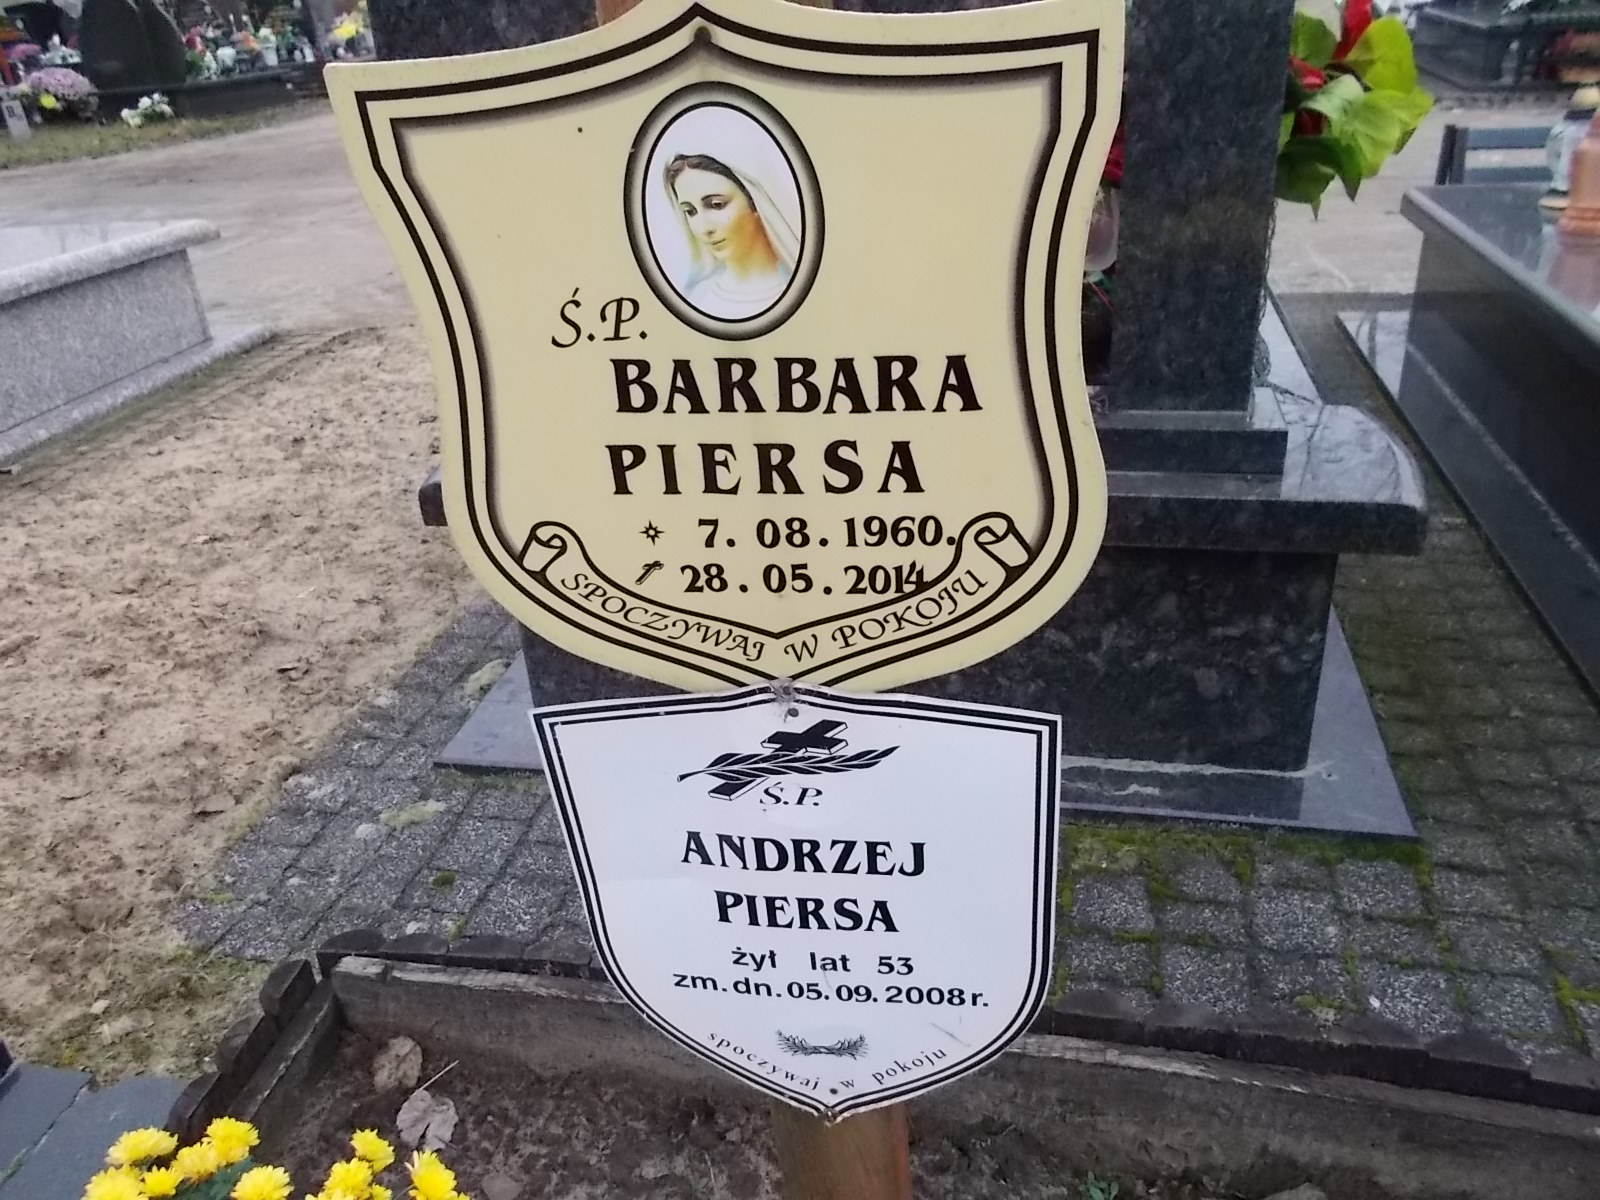 Ś.P.
BARBARA
PIERSA
7. 08. 1960.
28. 05. 2014
SPOCZYWAJ W POKOJU
Ś.P.
ANDRZEJ
PIERSA
żył lat 53
zm. dn. 05. 09. 2008 r.
spoczywaj w pokoju